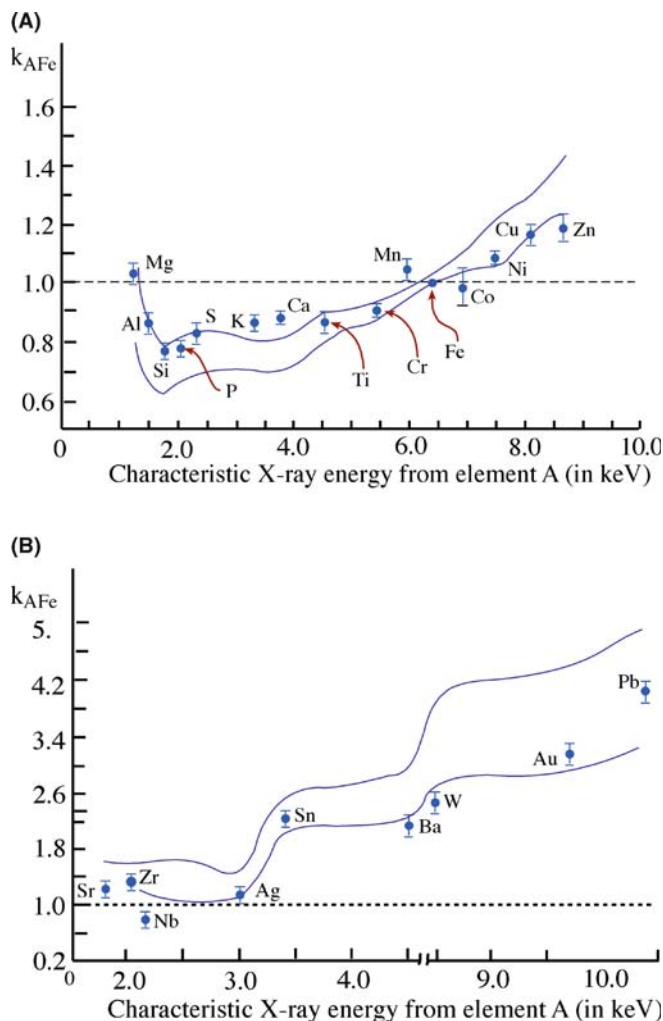 (A)
kAFe
1.6
1.4
1.2
1.0
0.8
0.6
Mg
Al
Si
P
S
K
Ca
Ti
Cr
Mn
Fe
Co
Ni
Cu
Zn
0 2.0 4.0 6.0 8.0 10.0
Characteristic X-ray energy from element A (in keV)
(B)
kAFe
5.
4.2
3.4
2.6
1.8
1.0
0.2
Sr
Zr
Nb
Ag
Sn
Ba
W
Au
Pb
2.0 3.0 4.0 9.0 10.0
Characteristic X-ray energy from element A (in keV)